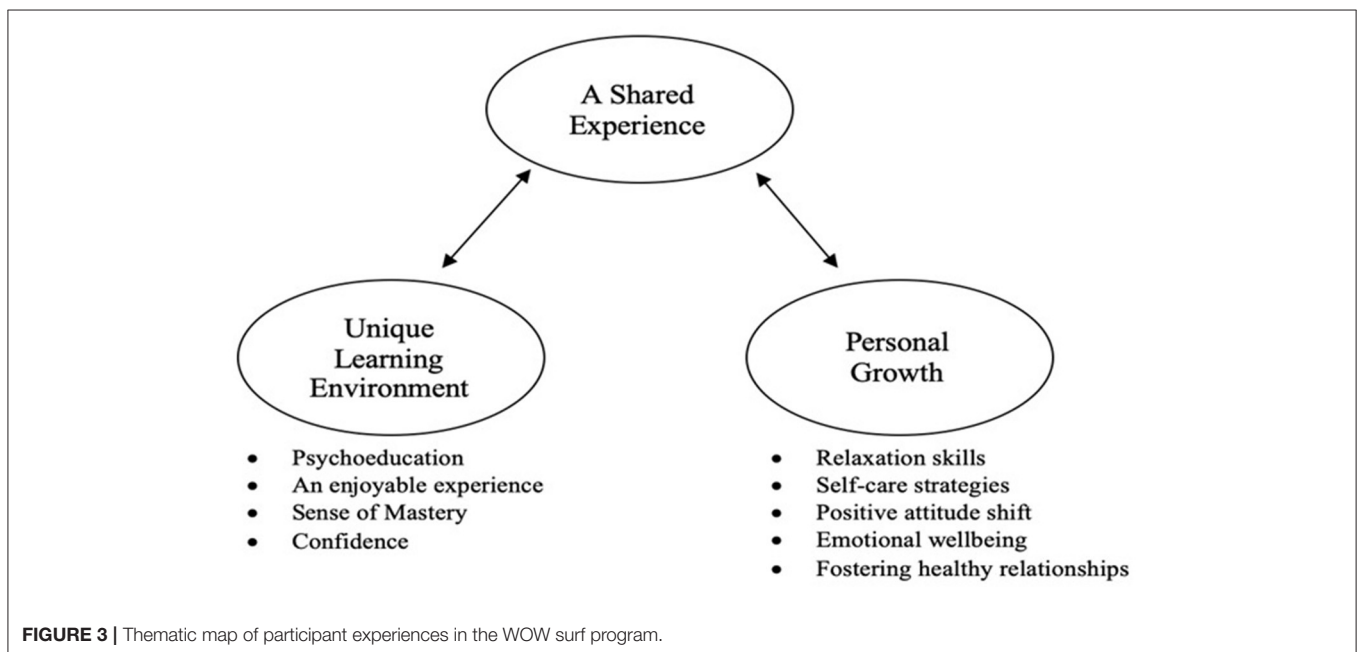 A Shared
Experience
Unique
Learning
Environment
• Psychoeducation
• An enjoyable experience
• Sense of Mastery
• Confidence
Personal
Growth
• Relaxation skills
• Self-care strategies
• Positive attitude shift
• Emotional wellbeing
• Fostering healthy relationships
FIGURE 3 | Thematic map of participant experiences in the WOW surf program.